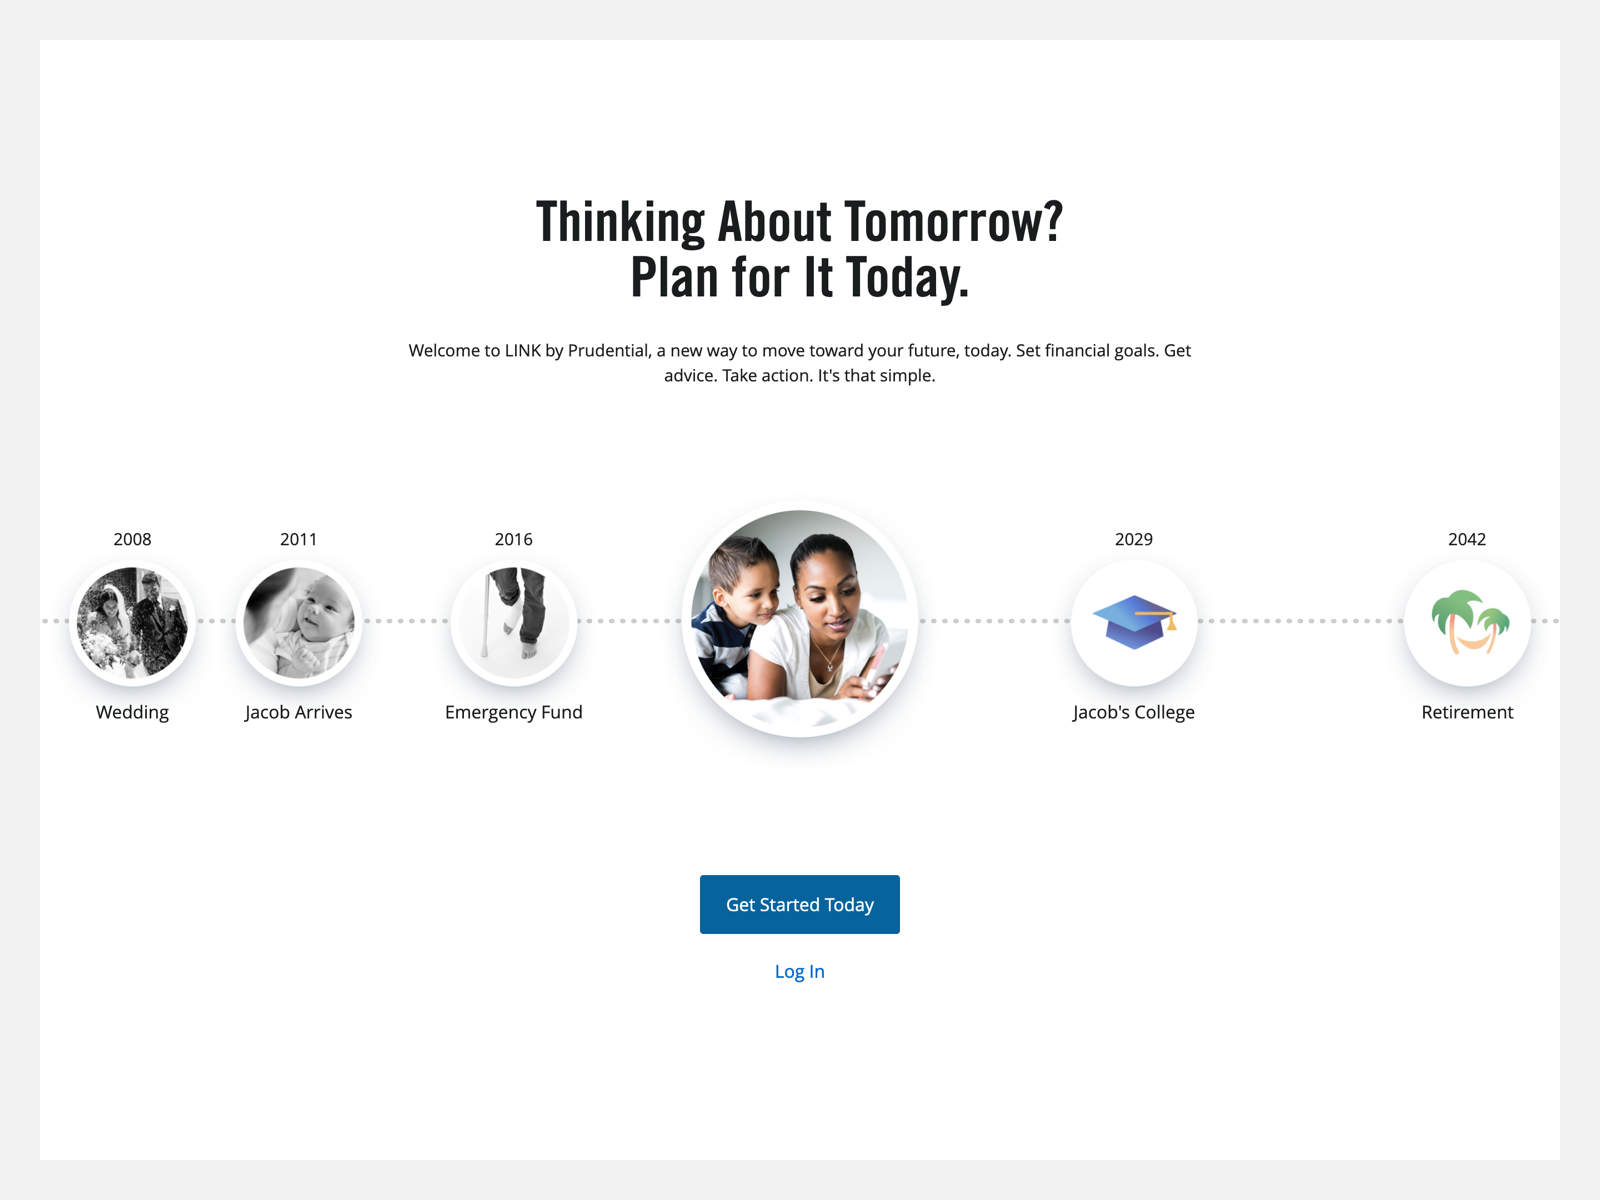 Thinking About Tomorrow?
Plan for It Today.
Welcome to LINK by Prudential, a new way to move toward your future, today. Set financial goals. Get
advice. Take action. It's that simple.
2008
2011
2016
2029
2042
Wedding
Jacob Arrives
Emergency Fund
Jacob's College
Retirement
Get Started Today
Log In